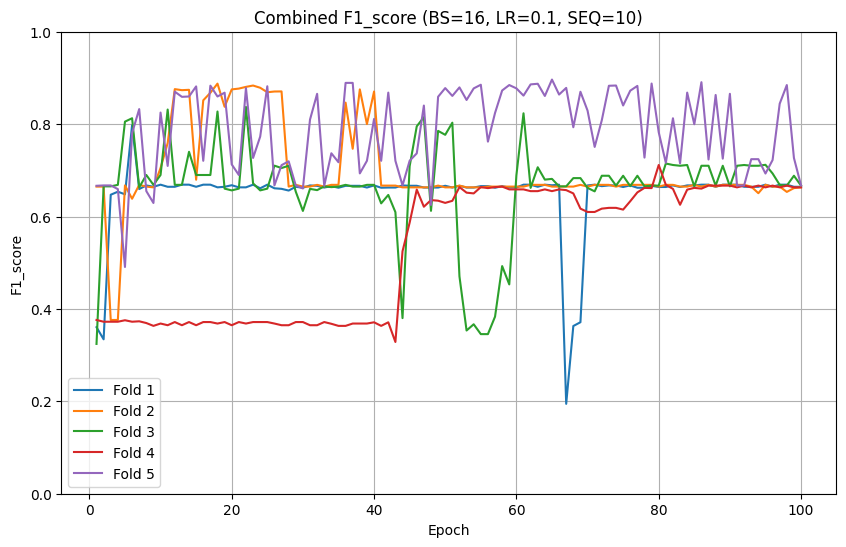 Combined F1_score (BS=16, LR=0.1, SEQ=10)
F1_score
1.0
0.8
0.6
0.4
0.2
0.0
Fold 1
Fold 2
Fold 3
Fold 4
Fold 5
0 20 40 60 80 100
Epoch